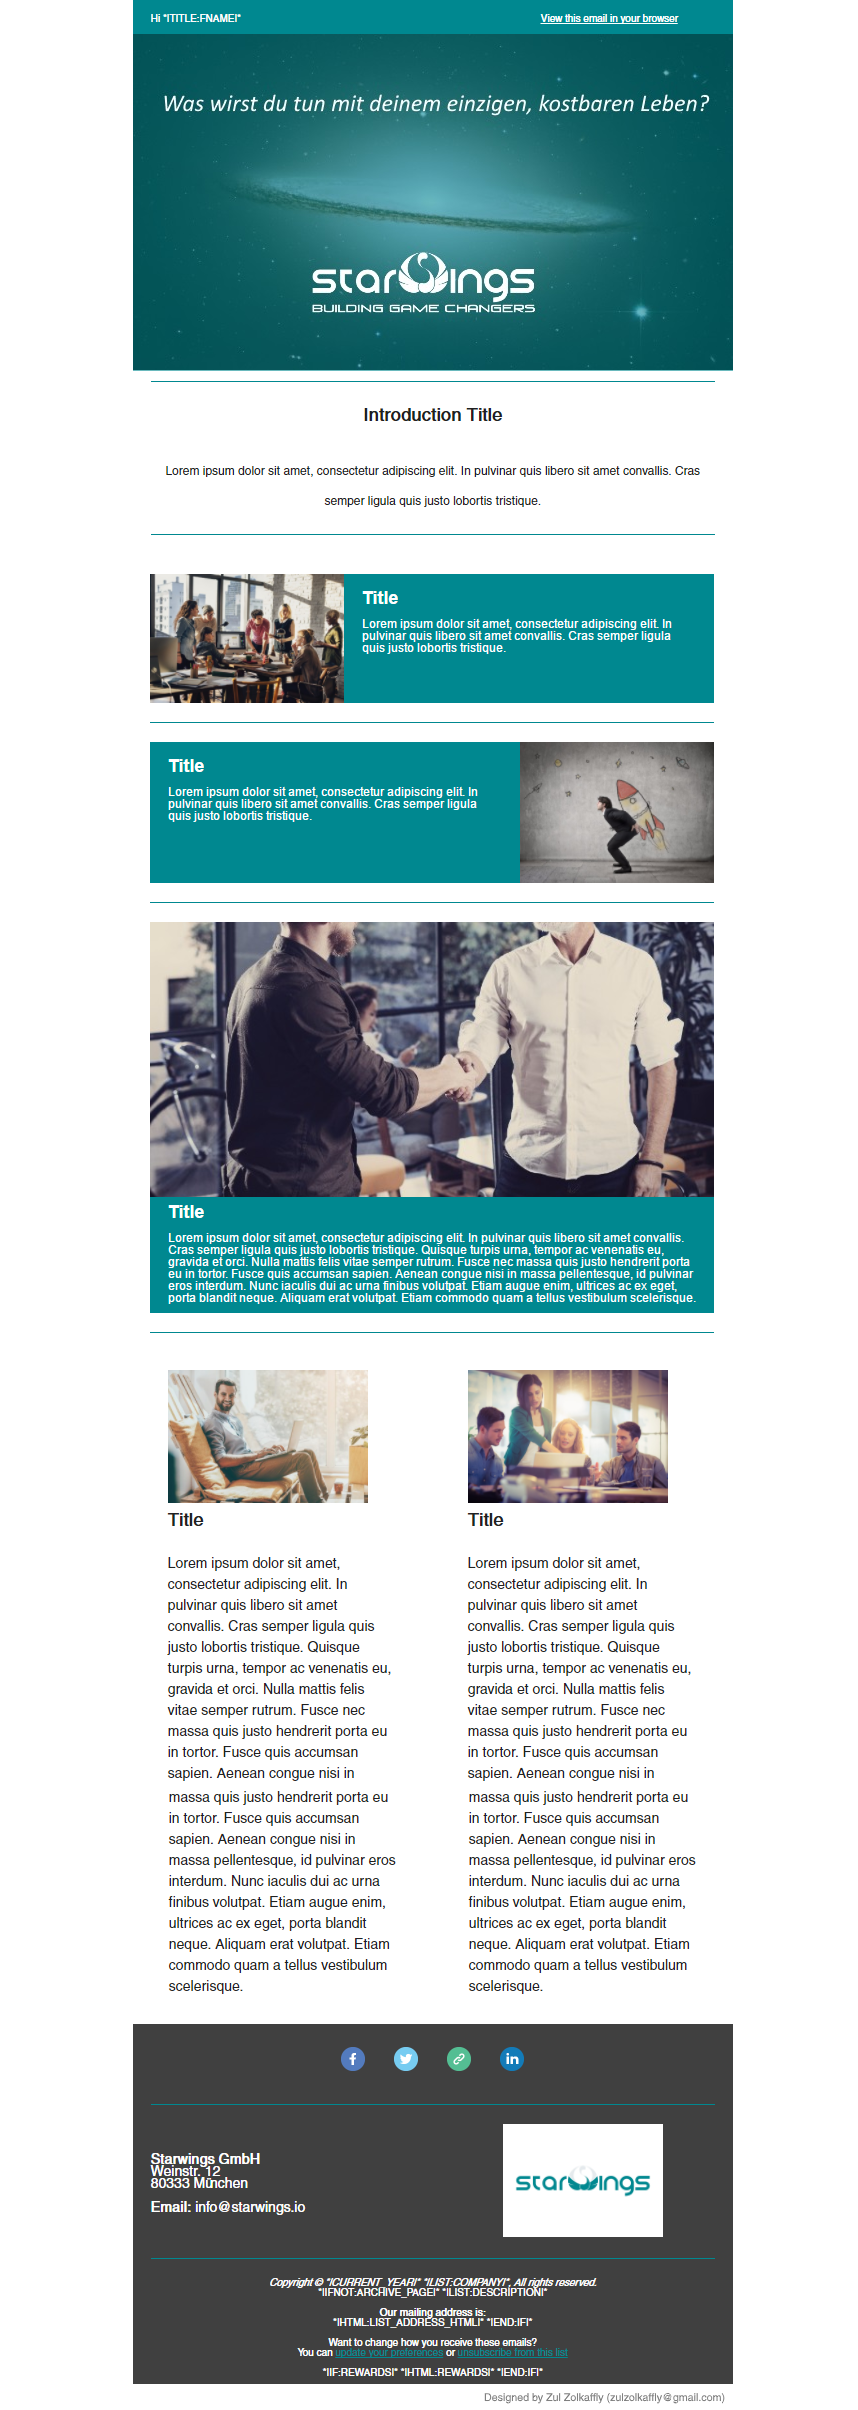 Hi *|TITLE:FNAME|*
View this email in your browser
Was wirst du tun mit deinem einzigen, kostbaren Leben?
starwings
BUILDING GAME CHANGERS
Introduction Title
Lorem ipsum dolor sit amet, consectetur adipiscing elit. In pulvinar quis libero sit amet convallis. Cras
semper ligula quis justo lobortis tristique.
Title
Lorem ipsum dolor sit amet, consectetur adipiscing elit. In
pulvinar quis libero sit amet convallis. Cras semper ligula
quis justo lobortis tristique.
Title
Lorem ipsum dolor sit amet, consectetur adipiscing elit. In
pulvinar quis libero sit amet convallis. Cras semper ligula
quis justo lobortis tristique.
Title
Lorem ipsum dolor sit amet, consectetur adipiscing elit. In pulvinar quis libero sit amet convallis.
Cras semper ligula quis justo lobortis tristique. Quisque turpis urna, tempor ac venenatis eu,
gravida et orci. Nulla mattis felis vitae semper rutrum. Fusce nec massa quis justo hendrerit porta
eu in tortor. Fusce quis accumsan sapien. Aenean congue nisi in massa pellentesque, id pulvinar
eros interdum. Nunc iaculis dui ac urna finibus volutpat. Etiam augue enim, ultrices ac ex eget,
porta blandit neque. Aliquam erat volutpat. Etiam commodo quam a tellus vestibulum scelerisque.
Title
Lorem ipsum dolor sit amet,
consectetur adipiscing elit. In
pulvinar quis libero sit amet
convallis. Cras semper ligula quis
justo lobortis tristique. Quisque
turpis urna, tempor ac venenatis eu,
gravida et orci. Nulla mattis felis
vitae semper rutrum. Fusce nec
massa quis justo hendrerit porta eu
in tortor. Fusce quis accumsan
sapien. Aenean congue nisi in
massa quis justo hendrerit porta eu
in tortor. Fusce quis accumsan
sapien. Aenean congue nisi in
massa pellentesque, id pulvinar eros
interdum. Nunc iaculis dui ac urna
finibus volutpat. Etiam augue enim,
ultrices ac ex eget, porta blandit
neque. Aliquam erat volutpat. Etiam
commodo quam a tellus vestibulum
scelerisque.
Title
Lorem ipsum dolor sit amet,
consectetur adipiscing elit. In
pulvinar quis libero sit amet
convallis. Cras semper ligula quis
justo lobortis tristique. Quisque
turpis urna, tempor ac venenatis eu,
gravida et orci. Nulla mattis felis
vitae semper rutrum. Fusce nec
massa quis justo hendrerit porta eu
in tortor. Fusce quis accumsan
sapien. Aenean congue nisi in
massa quis justo hendrerit porta eu
in tortor. Fusce quis accumsan
sapien. Aenean congue nisi in
massa pellentesque, id pulvinar eros
interdum. Nunc iaculis dui ac urna
finibus volutpat. Etiam augue enim,
ultrices ac ex eget, porta blandit
neque. Aliquam erat volutpat. Etiam
commodo quam a tellus vestibulum
scelerisque.
Starwings GmbH
Weinstr. 12
80333 München
Email: info@starwings.io
starwings
Copyright © *|CURRENT_YEAR|* *|LIST:COMPANY|*, All rights reserved.
*|IFNOT:ARCHIVE_PAGE|* *|LIST:DESCRIPTION|*
Our mailing address is:
*|HTML:LIST_ADDRESS_HTML|* *|END:IF|*
Want to change how you receive these emails?
You can update your preferences or unsubscribe from this list
*|IF:REWARDS|* *|HTML:REWARDS|* *|END:IF|*
Designed by Zul Zolkaffly (zulzolkaffly@gmail.com)